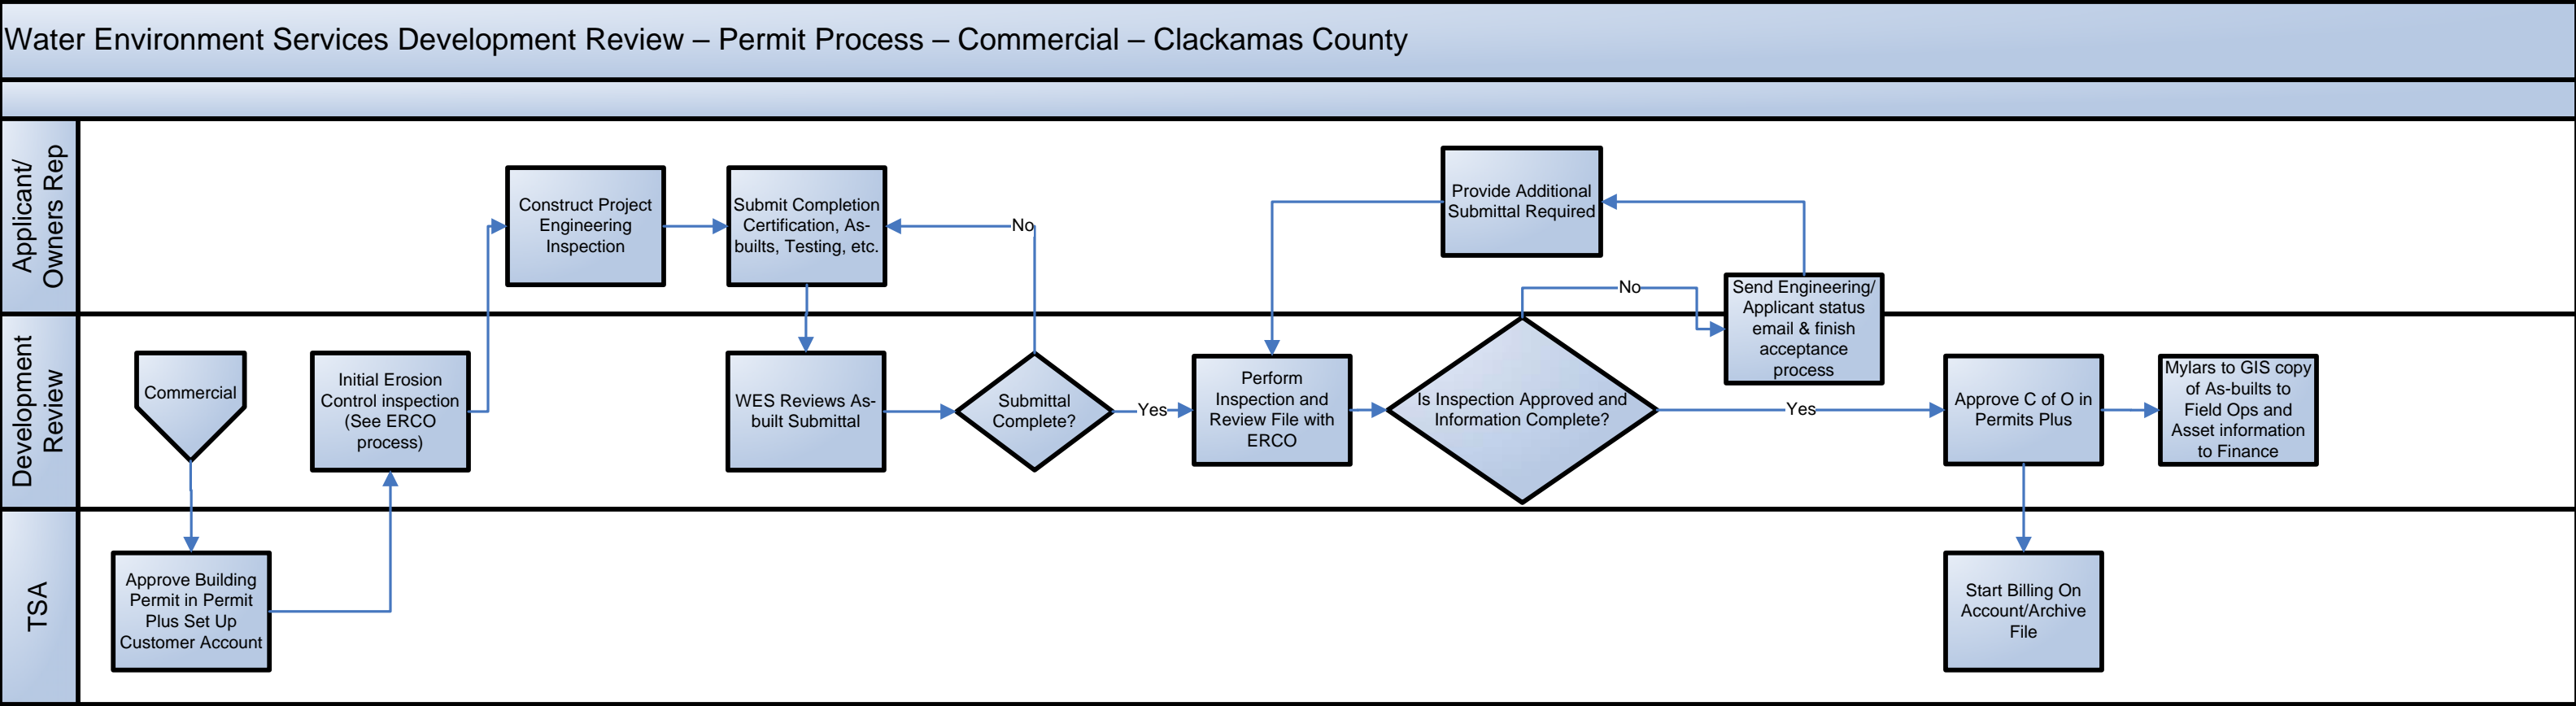 Water Environment Services Development Review – Permit Process – Commercial – Clackamas County
Applicant/
Owners Rep
Construct Project
Engineering
Inspection
Submit Completion
Certification, As-
builts, Testing, etc.
No
Provide Additional
Submittal Required
No
Send Engineering/
Applicant status
email & finish
acceptance
process
Development
Review
Commercial
Initial Erosion
Control inspection
(See ERCO
process)
WES Reviews As-
built Submittal
Submittal
Complete?
Yes
Perform
Inspection and
Review File with
ERCO
Is Inspection Approved and
Information Complete?
Yes
Approve C of O in
Permits Plus
Mylars to GIS copy
of As-builts to
Field Ops and
Asset information
to Finance
TSA
Approve Building
Permit in Permit
Plus Set Up
Customer Account
Start Billing On
Account/Archive
File